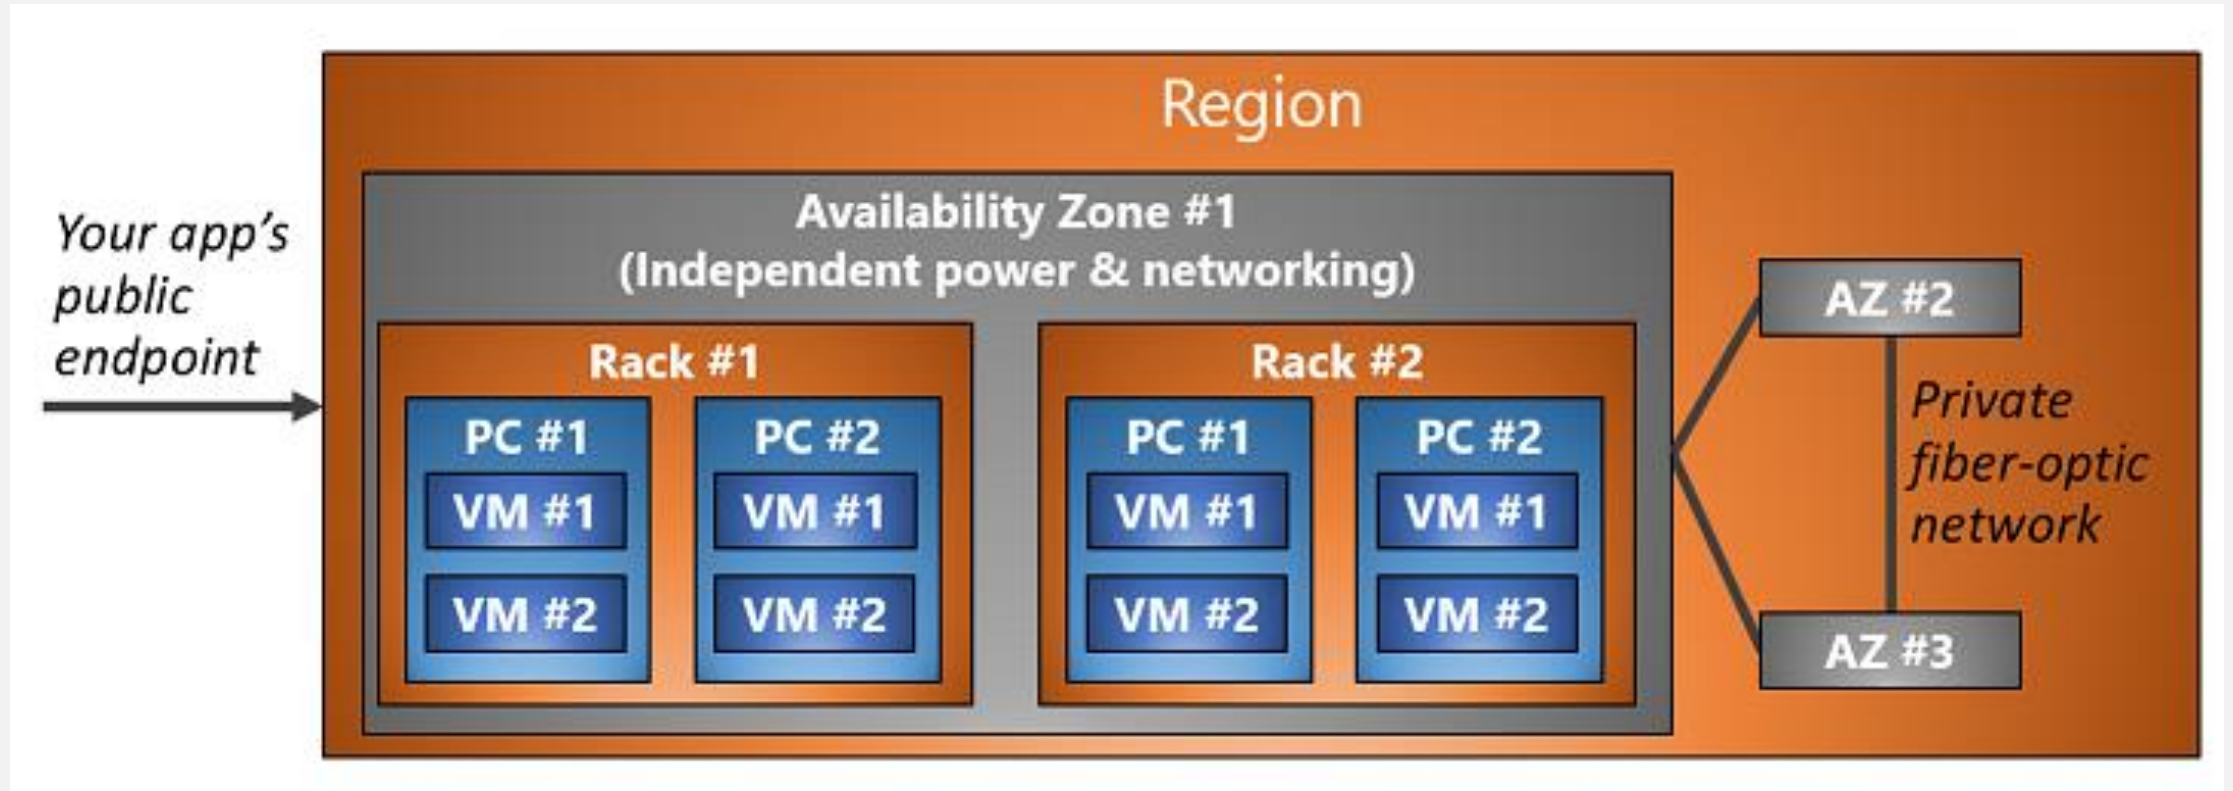 Region
Your app’s
public
endpoint
Availability Zone #1
(Independent power & networking)
Rack #1
PC #1
VM #1
VM #2
PC #2
VM #1
VM #2
Rack #2
PC #1
VM #1
VM #2
PC #2
VM #1
VM #2
AZ #2
Private
fiber-optic
network
AZ #3